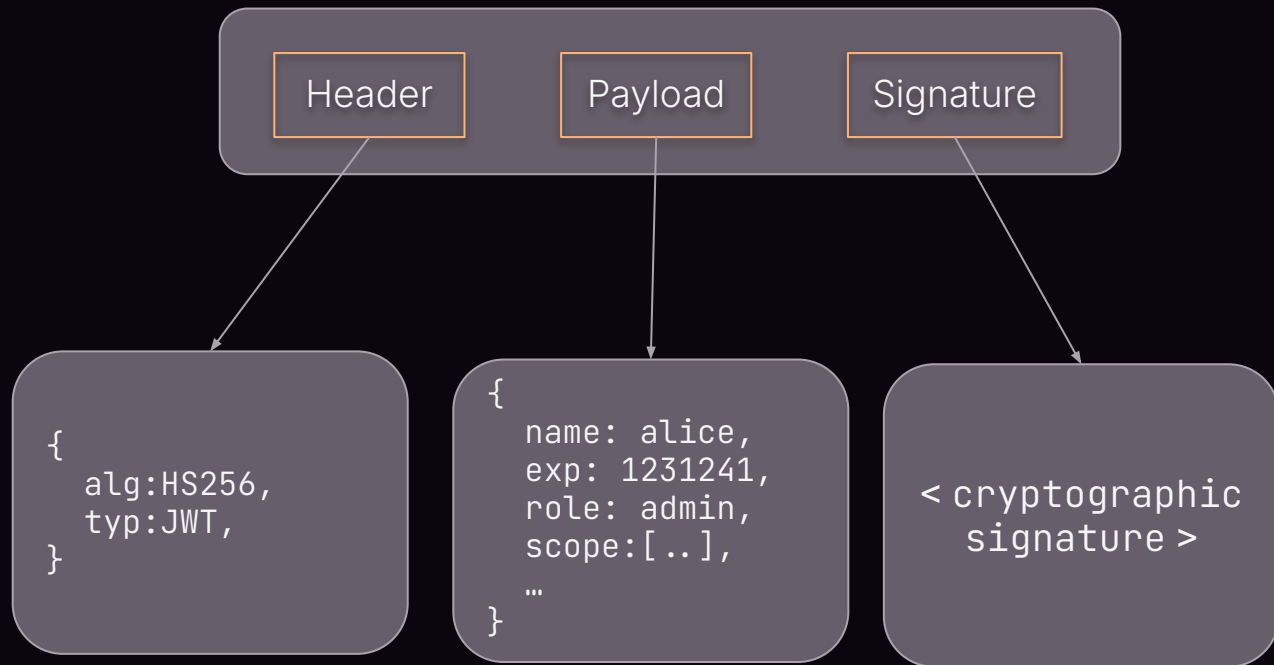 Header
Payload
Signature
{
alg:HS256,
typ:JWT,
}
{
name: alice,
exp: 1231241,
role: admin,
scope:[..],
…
}
< cryptographic
signature >